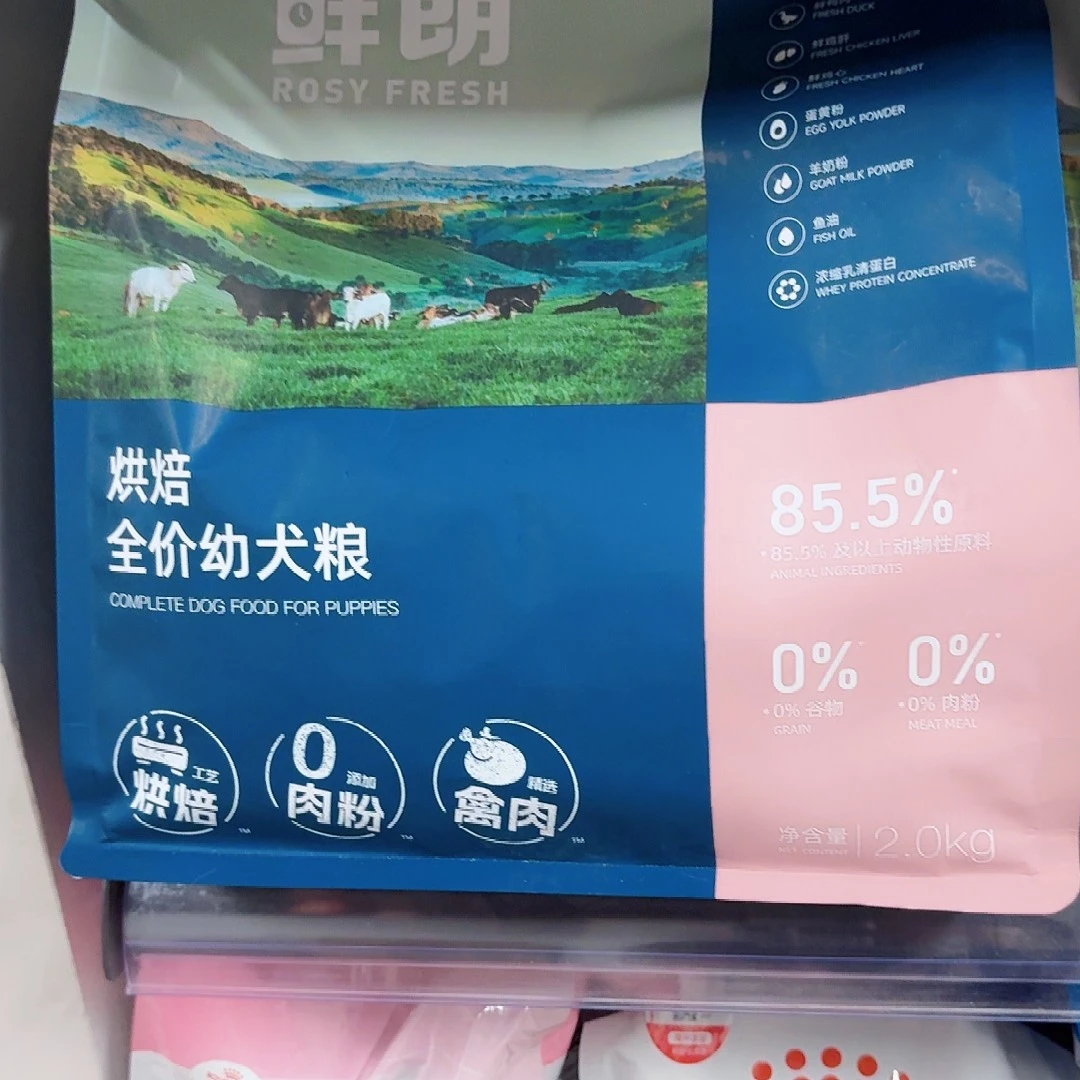 鲜朗
ROSY FRESH
FRESH DUCK
鲜鸡肝
FRESH CHICKEN LIVER
鲜鸡心
FRESH CHICKEN HEART
蛋黄粉
EGG YOLK POWDER
羊奶粉
GOAT MILK POWDER
鱼油
FISH OIL
浓缩乳清蛋白
WHEY PROTEIN CONCENTRATE
烘焙
全价幼犬粮
COMPLETE DOG FOOD FOR PUPPIES
85.5%*
*85.5% 及以上动物性原料
ANIMAL INGREDIENTS
0%* 0%*
*0% 谷物 *0% 肉粉
GRAIN MEAT MEAL
工艺
烘焙 TM
0 添加
肉粉 TM
精选
禽肉 TM
净含量 2.0kg
NET CONTENT